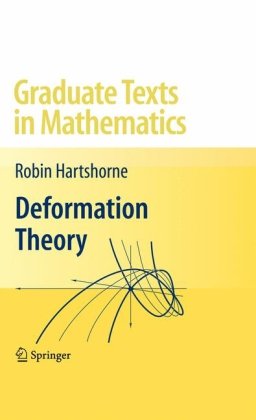 Graduate Texts
in Mathematics
Robin Hartshorne
Deformation
Theory
Springer